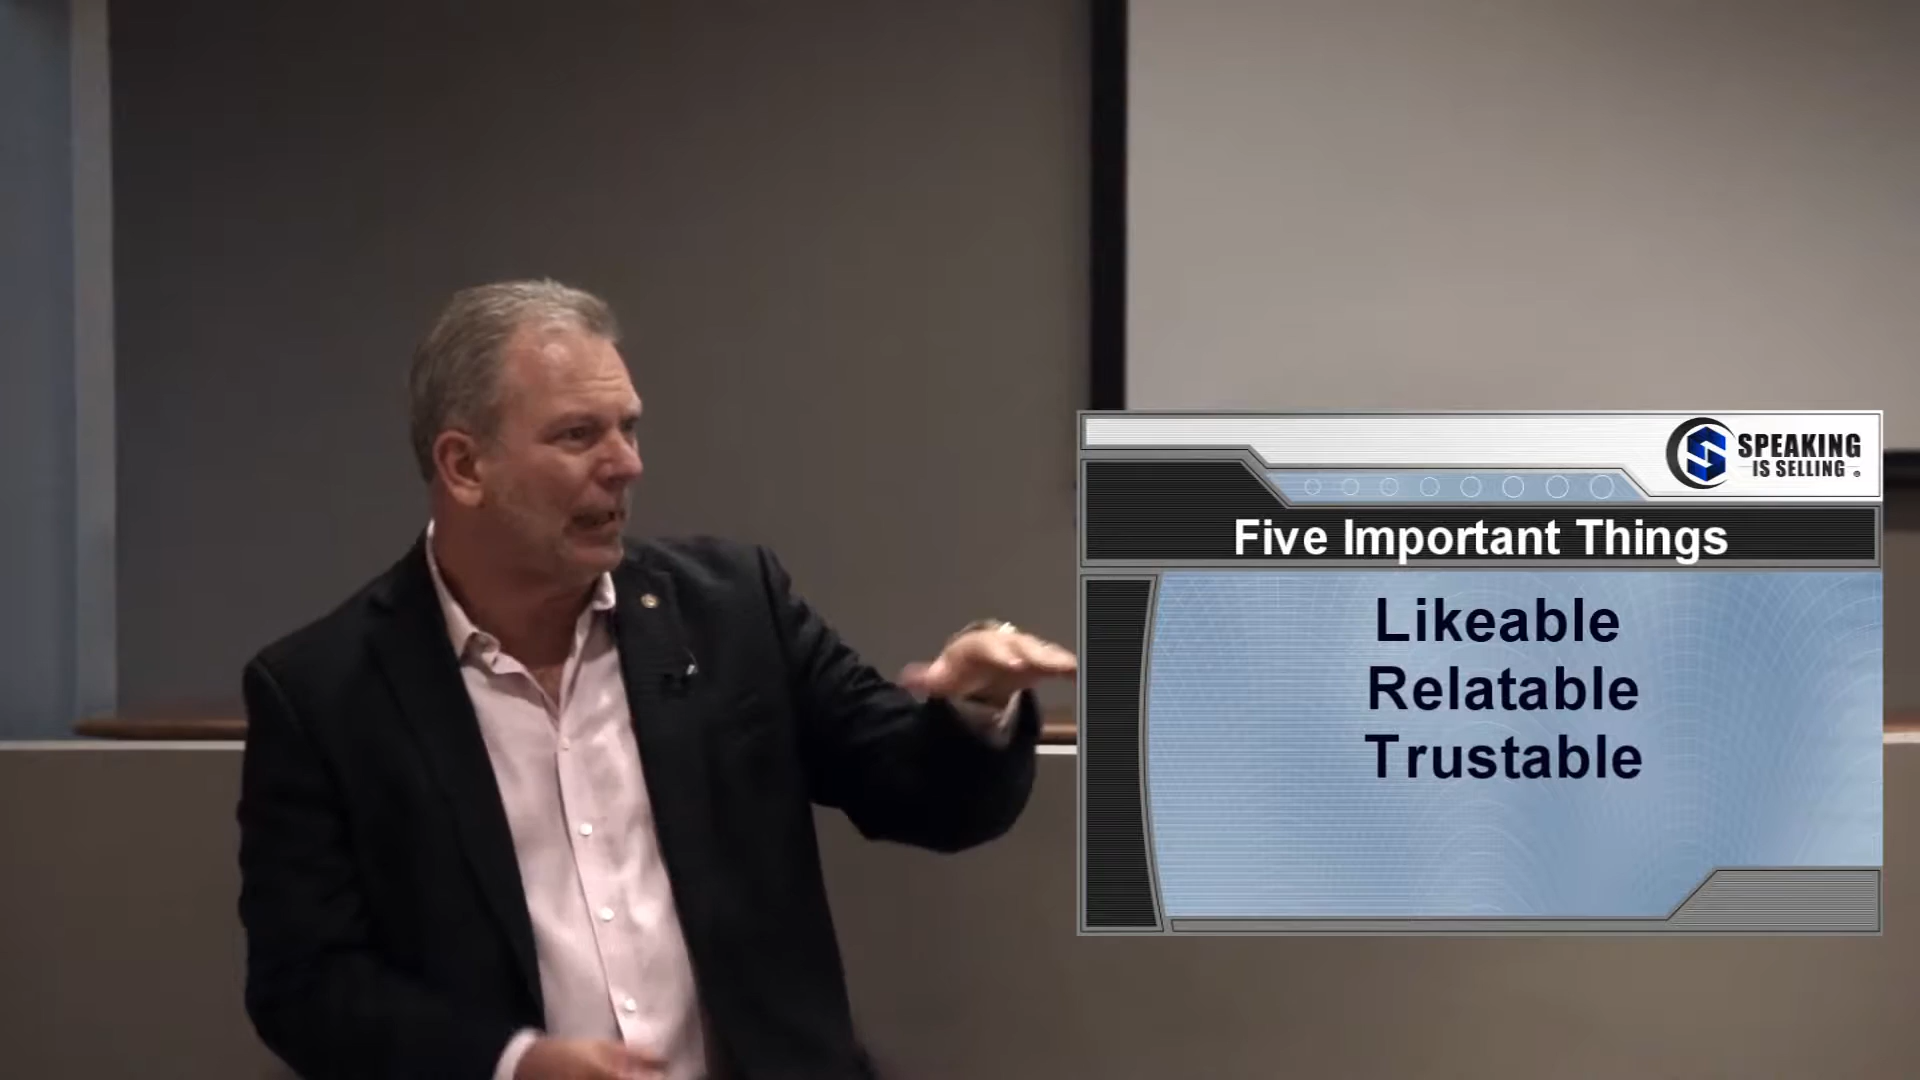 SPEAKING
IS SELLING ®
Five Important Things
Likeable
Relatable
Trustable